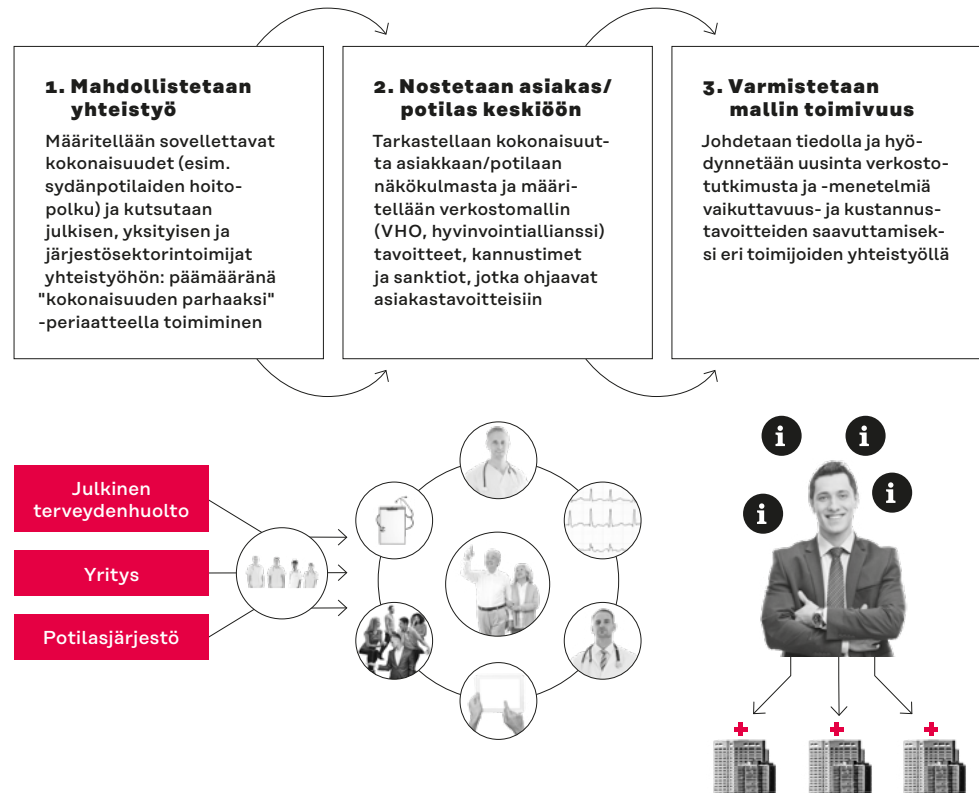 1. Mahdollistetaan
yhteistyö
Määritellään sovellettavat
kokonaisuudet (esim.
sydänpotilaiden hoito-
polku) ja kutsutaan
julkisen, yksityisen ja
järjestösektorintoimijat
yhteistyöhön: päämääränä
"kokonaisuuden parhaaksi"
-periaatteella toimiminen
2. Nostetaan asiakas/
potilas keskiöön
Tarkastellaan kokonaisuut-
ta asiakkaan/potilaan
näkökulmasta ja määri-
tellään verkostomallin
(VHO, hyvinvointiallianssi)
tavoitteet, kannustimet
ja sanktiot, jotka ohjaavat
asiakastavoitteisiin
3. Varmistetaan
mallin toimivuus
Johdetaan tiedolla ja hyö-
dynnetään uusinta verkosto-
tutkimusta ja -menetelmiä
vaikuttavuus- ja kustannus-
tavoitteiden saavuttamisek-
si eri toimijoiden yhteistyöllä
Julkinen
terveydenhuolto
Yritys
Potilasjärjestö
i
i
i
i